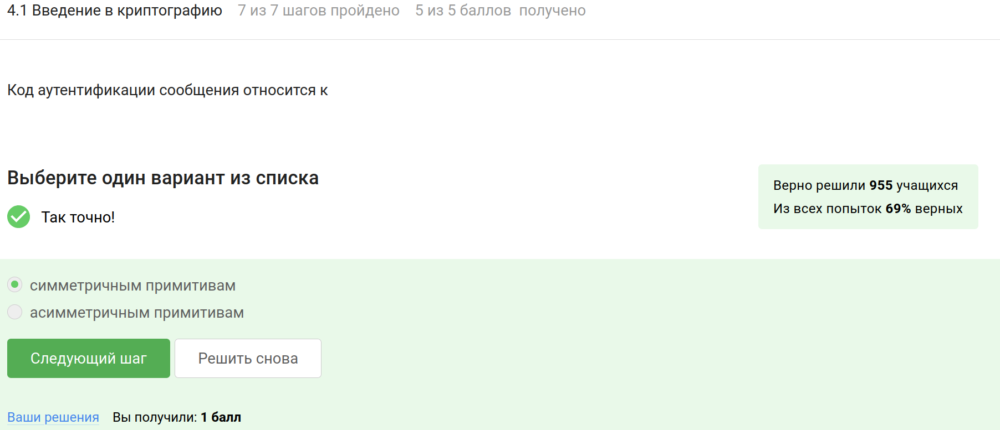 4.1 Введение в криптографию 7 из 7 шагов пройдено 5 из 5 баллов получено
Код аутентификации сообщения относится к
Выберите один вариант из списка
Так точно!
Верно решили 955 учащихся
Из всех попыток 69% верных
симметричным примитивам
асимметричным примитивам
Следующий шаг Решить снова
Ваши решения Вы получили: 1 балл